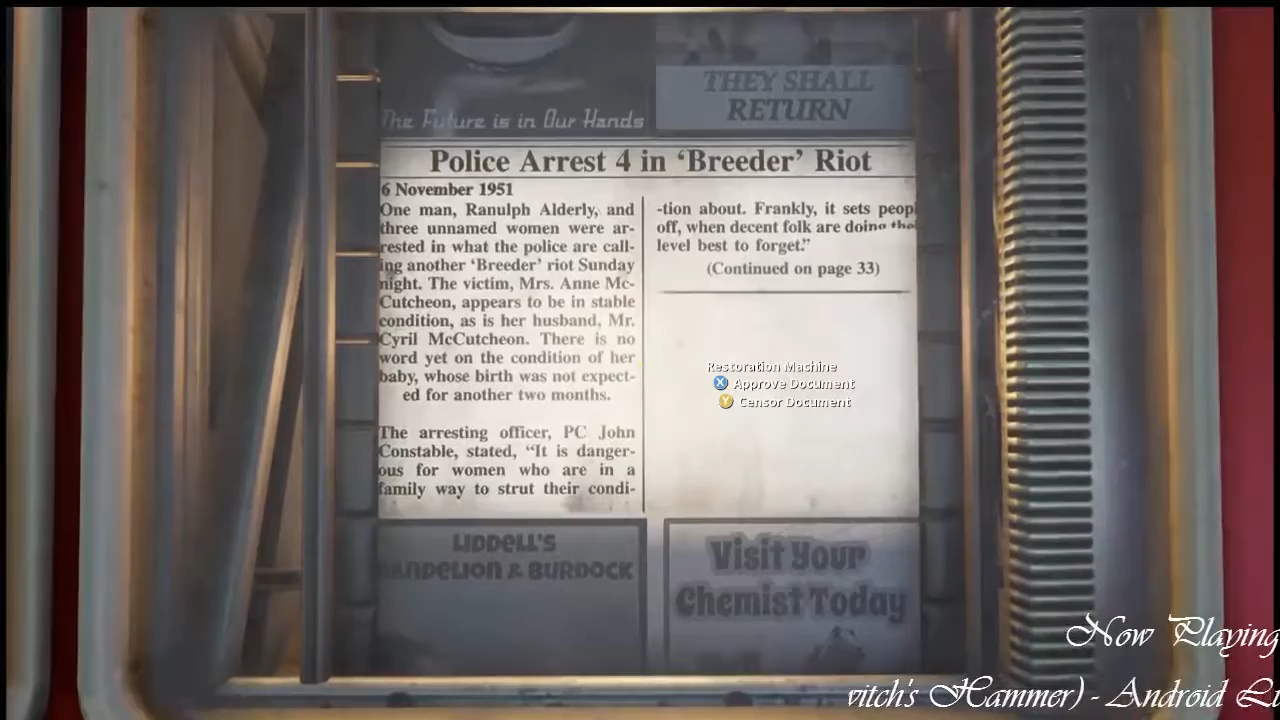 The Future is in Our Hands
THEY SHALL
RETURN
Police Arrest 4 in ‘Breeder’ Riot
6 November 1951
One man, Ranulph Alderly, and
three unnamed women were ar-
rested in what the police are call-
ing another ‘Breeder’ riot Sunday
night. The victim, Mrs. Anne Mc-
Cutcheon, appears to be in stable
condition, as is her husband, Mr.
Cyril McCutcheon. There is no
word yet on the condition of her
baby, whose birth was not expect-
ed for another two months.
The arresting officer, PC John
Constable, stated, “It is danger-
ous for women who are in a
family way to strut their condi-
-tion about. Frankly, it sets peopl
off, when decent folk are doing thei
level best to forget.”
(Continued on page 33)
Restoration Machine
X Approve Document
Y Censor Document
LIDDELL'S
DANDELION & BURDOCK
Visit Your
Chemist Today
Now Playing
vitch's Hammer) - Android